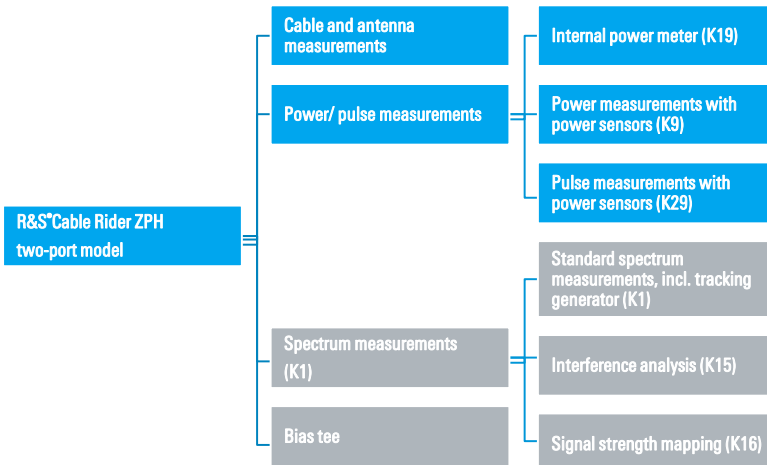 R&S®Cable Rider ZPH
two-port model
Cable and antenna
measurements
Power/ pulse measurements
Internal power meter (K19)
Power measurements with
power sensors (K9)
Pulse measurements with
power sensors (K29)
Spectrum measurements
(K1)
Standard spectrum
measurements, incl. tracking
generator (K1)
Interference analysis (K15)
Signal strength mapping (K16)
Bias tee